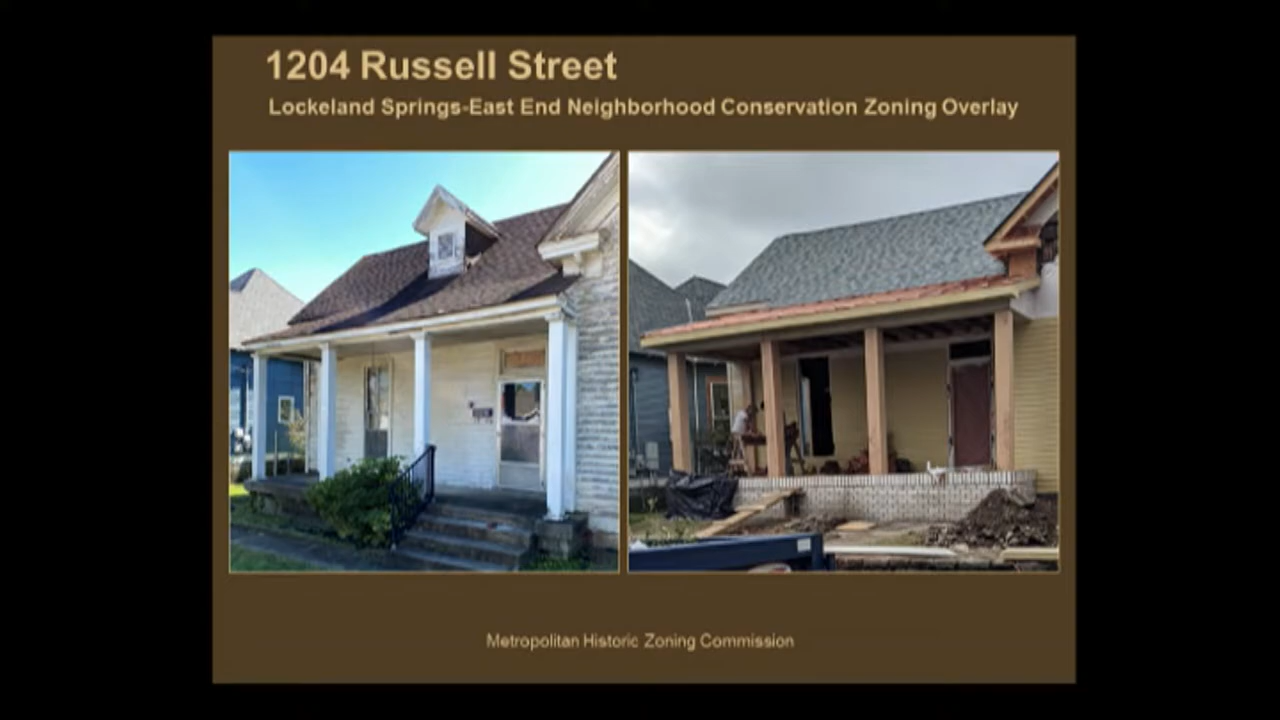 1204 Russell Street
Lockeland Springs-East End Neighborhood Conservation Zoning Overlay
Metropolitan Historic Zoning Commission